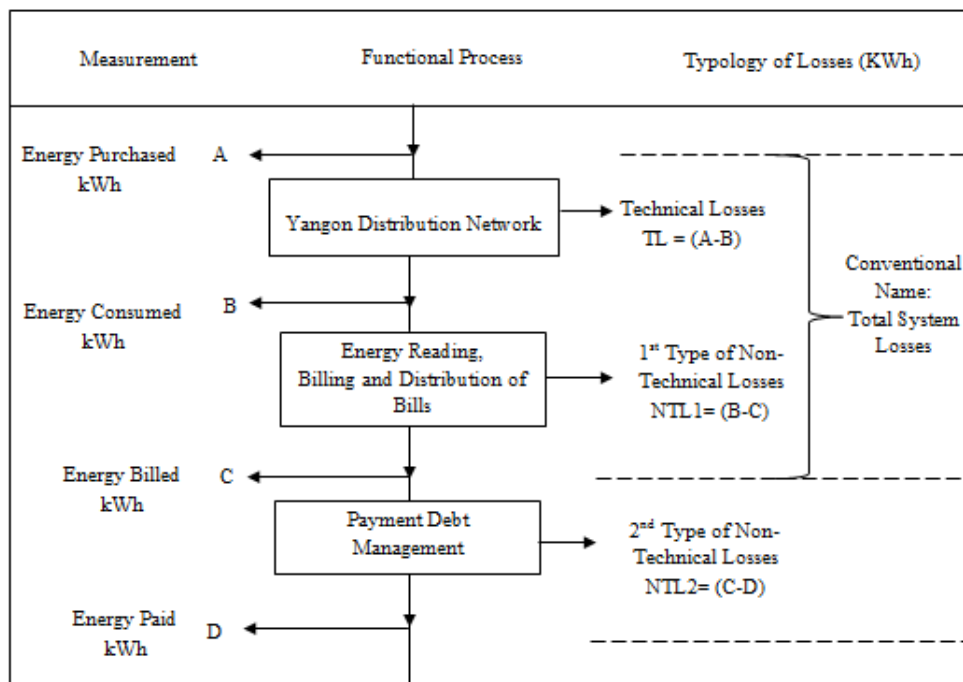 Measurement
Functional Process
Typology of Losses (KWh)
Energy Purchased
kWh
A
Yangon Distribution Network
Technical Losses
TL = (A-B)
Conventional
Name:
Total System
Losses
Energy Consumed
kWh
B
Energy Reading,
Billing and Distribution of
Bills
1st Type of Non-
Technical Losses
NTL1= (B-C)
Energy Billed
kWh
C
Payment Debt
Management
2nd Type of Non-
Technical Losses
NTL2= (C-D)
Energy Paid
kWh
D